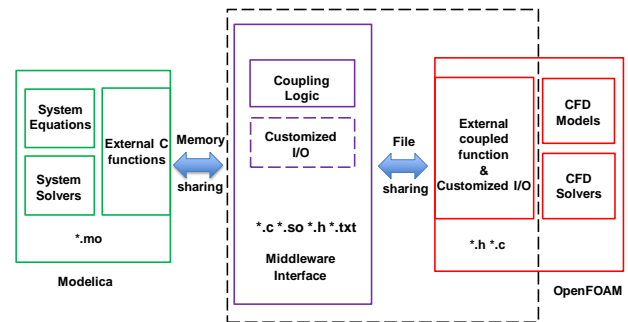 System
Equations
System
Solvers
External C
functions
*.mo
Modelica
Memory
sharing
Coupling
Logic
Customized
I/O
*.c *.so *.h *.txt
Middleware
Interface
File
sharing
External
coupled
function
&
Customized I/O
*.h *.c
CFD
Models
CFD
Solvers
OpenFOAM